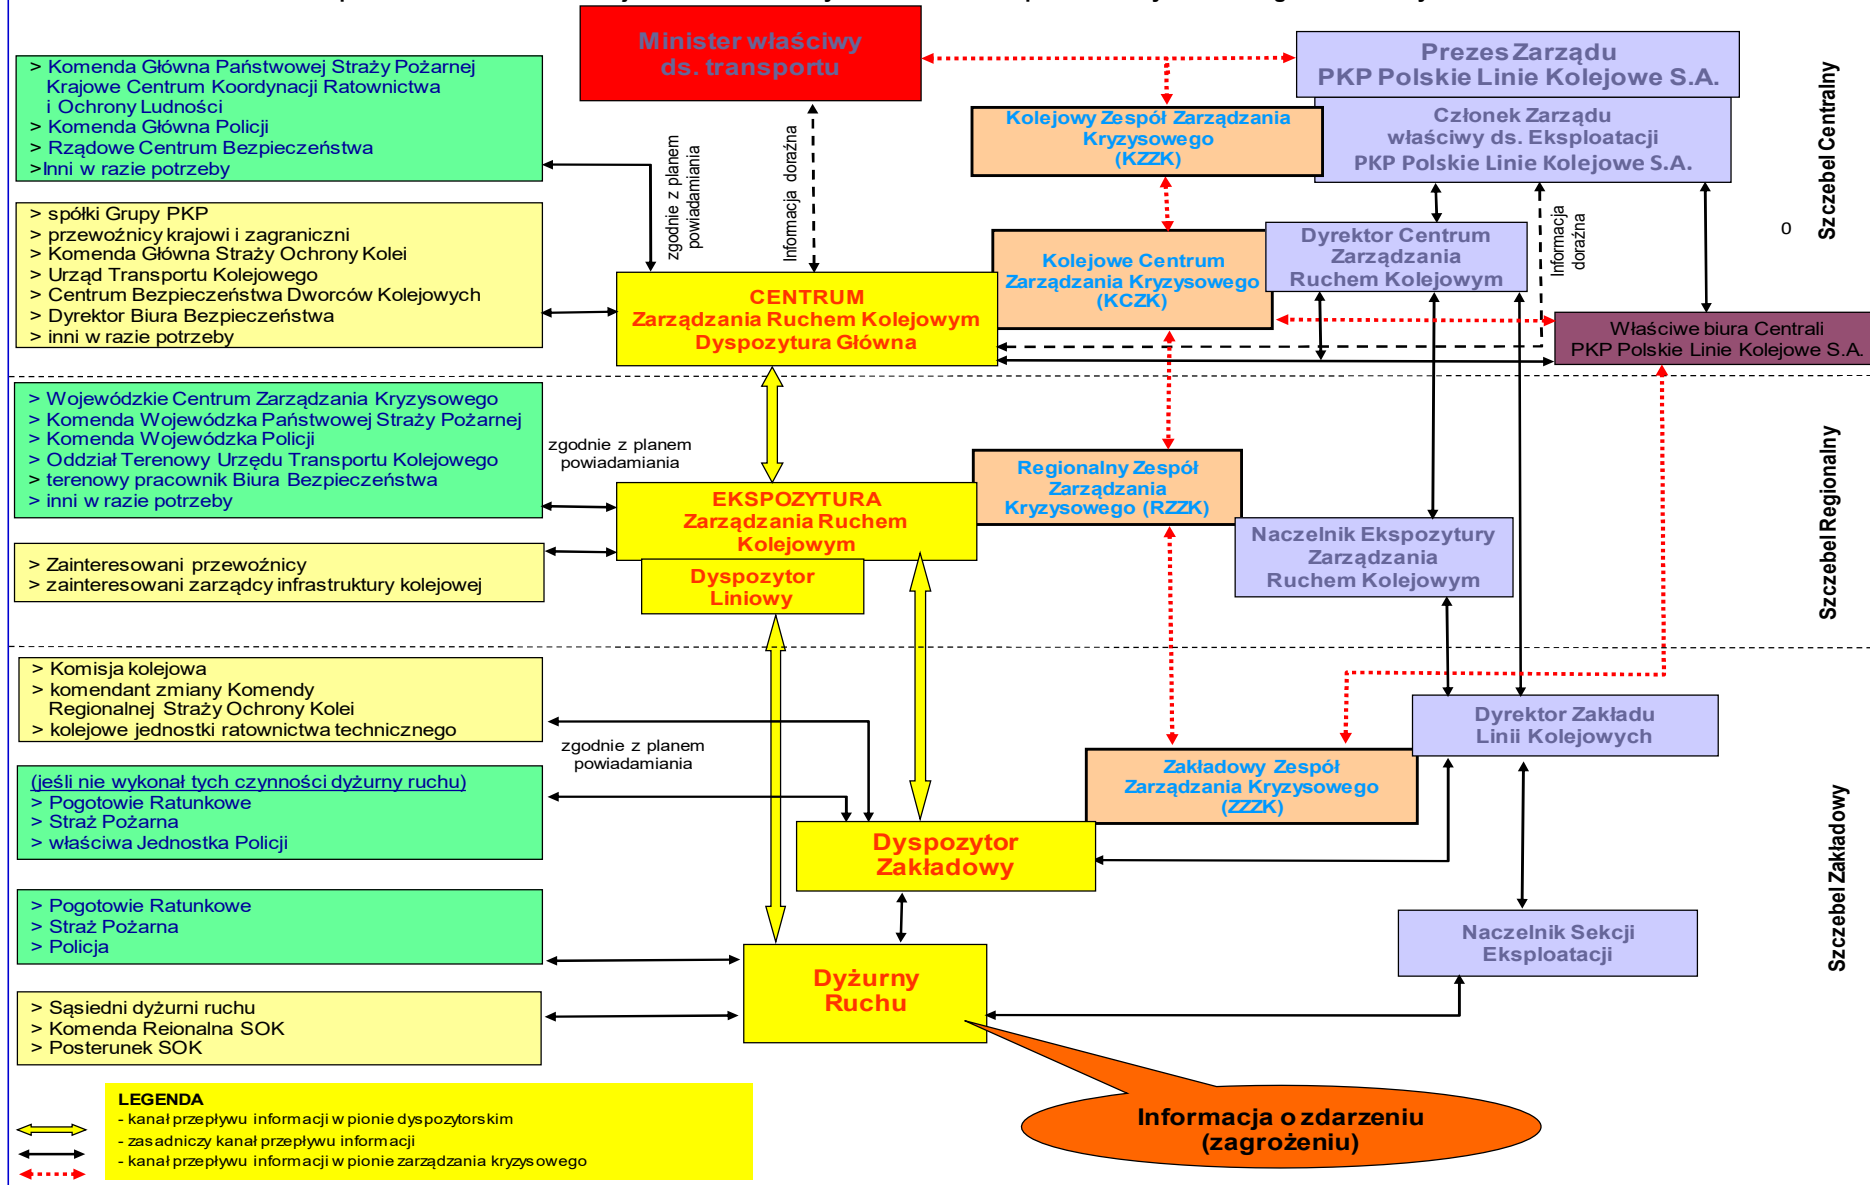 Minister właściwy
ds. transportu
Prezes Zarządu
PKP Polskie Linie Kolejowe S.A.
Członek Zarządu
właściwy ds. Eksploatacji
PKP Polskie Linie Kolejowe S.A.
Kolejowy Zespół Zarządzania
Kryzysowego
(KZZK)
> Komenda Główna Państwowej Straży Pożarnej
Krajowe Centrum Koordynacji Ratownictwa
i Ochrony Ludności
> Komenda Główna Policji
> Rządowe Centrum Bezpieczeństwa
>Inni w razie potrzeby
zgodnie z planem
powiadamiania
Informacja doraźna
Szczebel Centralny
> spółki Grupy PKP
> przewoźnicy krajowi i zagraniczni
> Komenda Główna Straży Ochrony Kolei
> Urząd Transportu Kolejowego
> Centrum Bezpieczeństwa Dworców Kolejowych
> Dyrektor Biura Bezpieczeństwa
> inni w razie potrzeby
CENTRUM
Zarządzania Ruchem Kolejowym
Dyspozytura Główna
Kolejowe Centrum
Zarządzania Kryzysowego
(KCZK)
Dyrektor Centrum
Zarządzania
Ruchem Kolejowym
Informacja
doraźna
0
Właściwe biura Centrali
PKP Polskie Linie Kolejowe S.A.
> Wojewódzkie Centrum Zarządzania Kryzysowego
> Komenda Wojewódzka Państwowej Straży Pożarnej
> Komenda Wojewódzka Policji
> Oddział Terenowy Urzędu Transportu Kolejowego
> terenowy pracownik Biura Bezpieczeństwa
> inni w razie potrzeby
zgodnie z planem
powiadamiania
EKSPOZYTURA
Zarządzania Ruchem
Kolejowym
Dyspozytor
Liniowy
Regionalny Zespół
Zarządzania
Kryzysowego (RZZK)
Naczelnik Ekspozytury
Zarządzania
Ruchem Kolejowym
Szczebel Regionalny
> Zainteresowani przewoźnicy
> zainteresowani zarządcy infrastruktury kolejowej
> Komisja kolejowa
> komendant zmiany Komendy
Regionalnej Straży Ochrony Kolei
> kolejowe jednostki ratownictwa technicznego
zgodnie z planem
powiadamiania
Dyrektor Zakładu
Linii Kolejowych
Zakładowy Zespół
Zarządzania Kryzysowego
(ZZZK)
(jeśli nie wykonał tych czynności dyżurny ruchu)
> Pogotowie Ratunkowe
> Straż Pożarna
> właściwa Jednostka Policji
Dyspozytor
Zakładowy
Szczebel Zakładowy
> Pogotowie Ratunkowe
> Straż Pożarna
> Policja
Dyżurny
Ruchu
Naczelnik Sekcji
Eksploatacji
> Sąsiedni dyżurni ruchu
> Komenda Reionalna SOK
> Posterunek SOK
Informacja o zdarzeniu
(zagrożeniu)
LEGENDA
- kanał przepływu informacji w pionie dyspozytorskim
- zasadniczy kanał przepływu informacji
- kanał przepływu informacji w pionie zarządzania kryzysowego